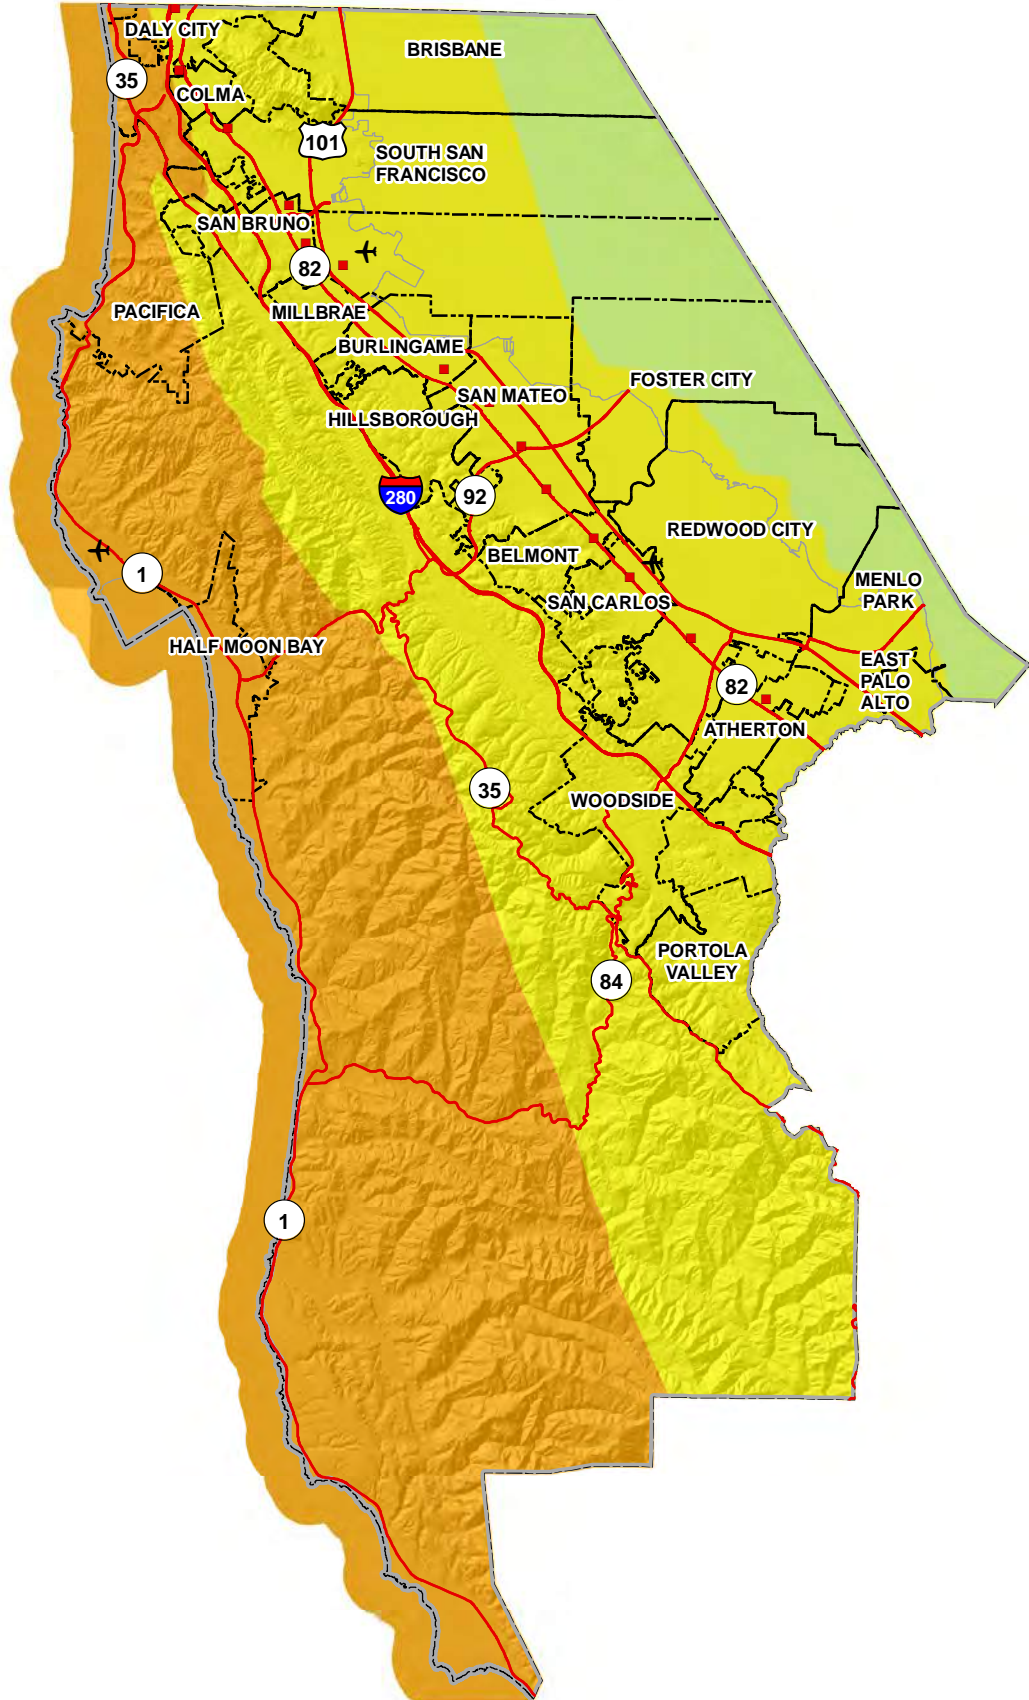 DALY CITY
BRISBANE
35
COLMA
101
SOUTH SAN
FRANCISCO
SAN BRUNO
82
PACIFICA
MILLBRAE
BURLINGAME
FOSTER CITY
SAN MATEO
HILLSBOROUGH
280
92
REDWOOD CITY
BELMONT
1
MENLO
PARK
SAN CARLOS
HALF MOON BAY
EAST
PALO
ALTO
82
ATHERTON
35
WOODSIDE
PORTOLA
VALLEY
84
1